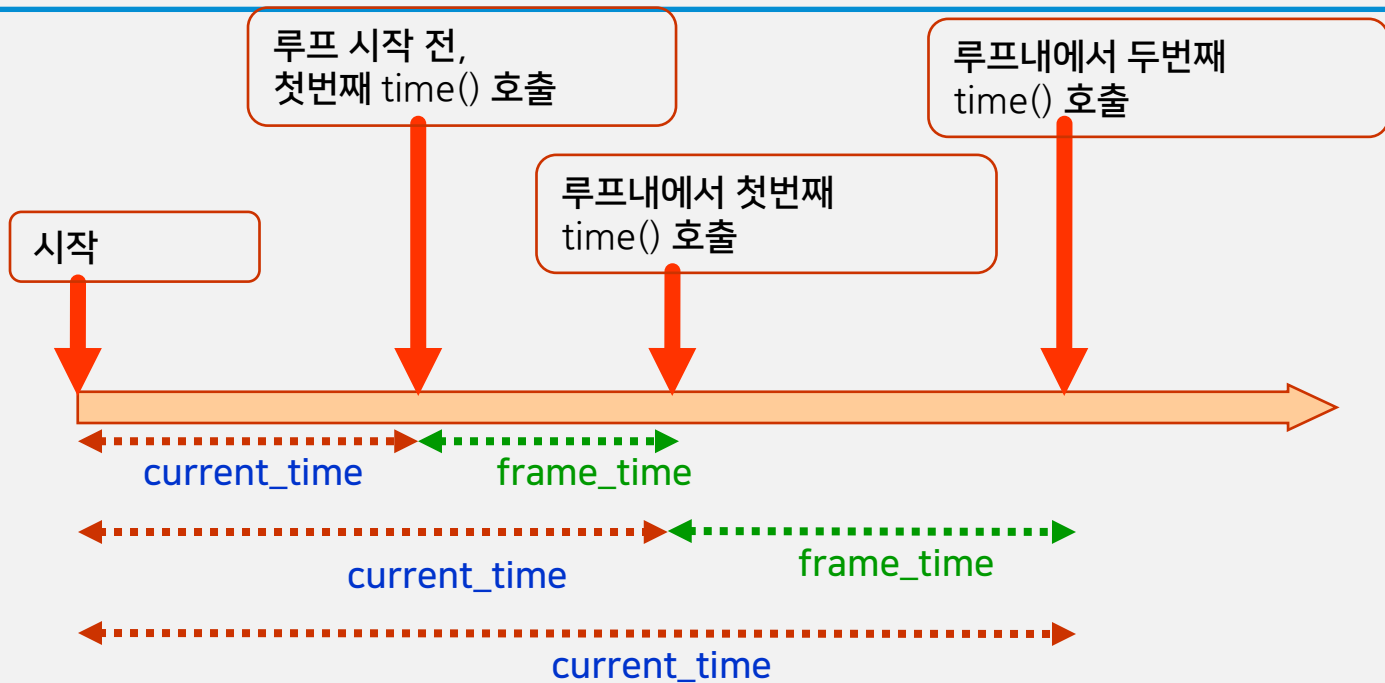 루프 시작 전,
첫번째 time() 호출
루프내에서 두번째
time() 호출
루프내에서 첫번째
time() 호출
시작
current_time
frame_time
current_time
frame_time
current_time